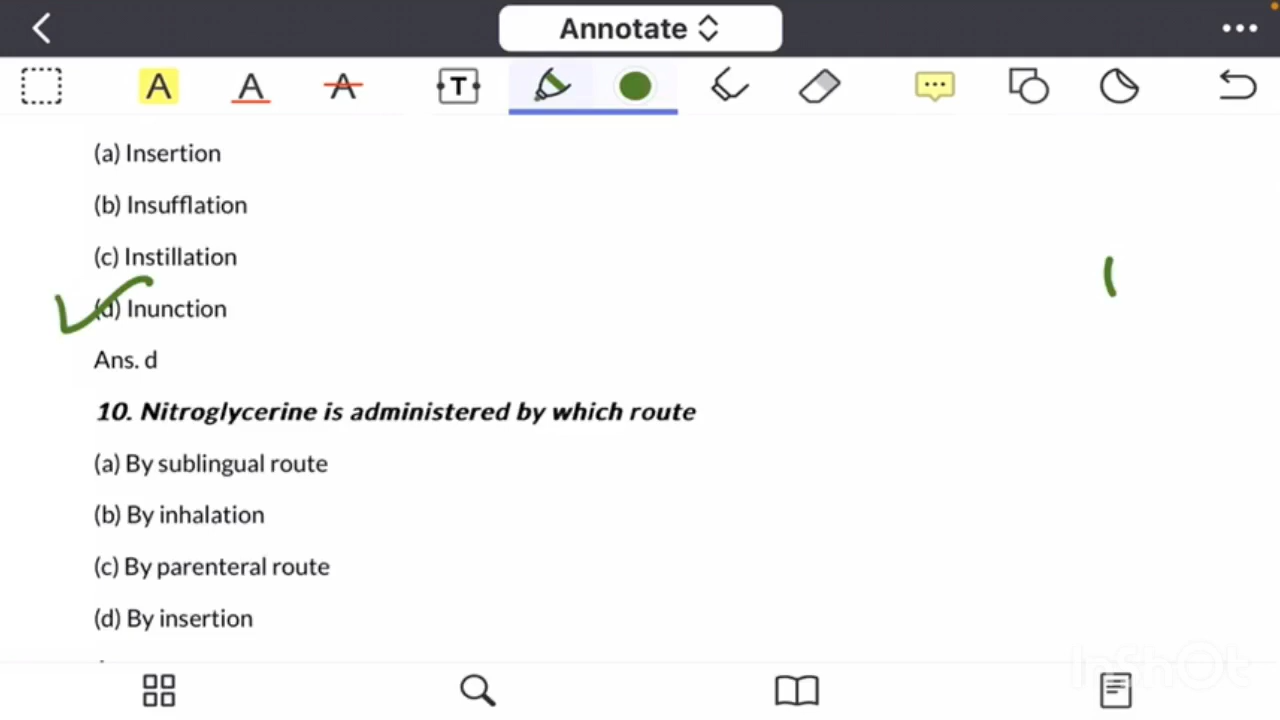 Annotate
A
A
A
T
(a) Insertion
(b) Insufflation
(c) Instillation
(d) Inunction
Ans. d
10. Nitroglycerine is administered by which route
(a) By sublingual route
(b) By inhalation
(c) By parenteral route
(d) By insertion
InShOt